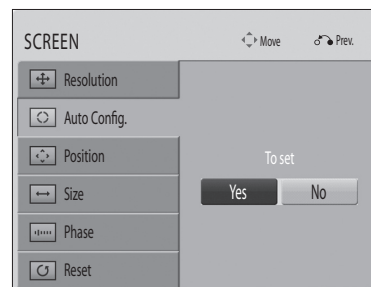 SCREEN
Move
Prev.
Resolution
Auto Config.
Position
To set
Size
Yes
No
Phase
Reset